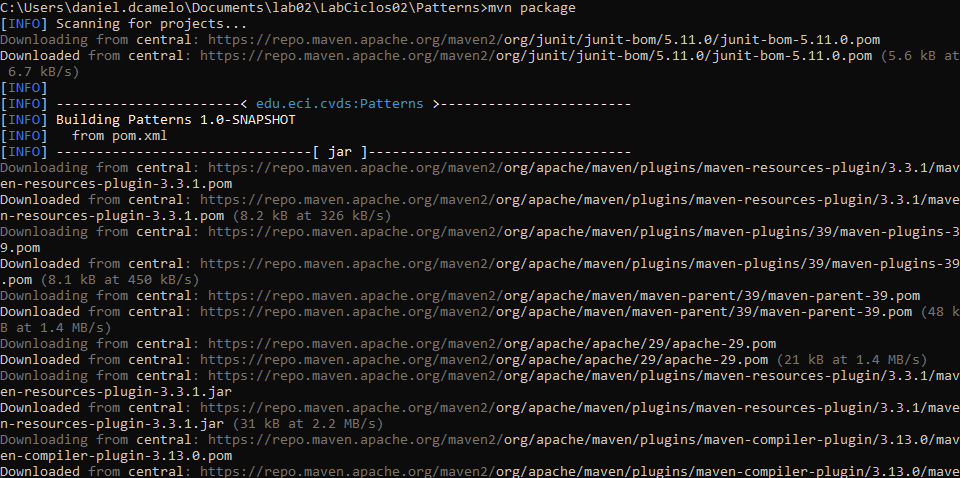 C:\Users\daniel.dcamelo\Documents\lab02\LabCiclos02\Patterns>mvn package
[INFO] Scanning for projects...
Downloading from central: https://repo.maven.apache.org/maven2/org/junit/junit-bom/5.11.0/junit-bom-5.11.0.pom
Downloaded from central: https://repo.maven.apache.org/maven2/org/junit/junit-bom/5.11.0/junit-bom-5.11.0.pom (5.6 kB at
 6.7 kB/s)
[INFO]
[INFO] -----------------------< edu.eci.cvds:Patterns >------------------------
[INFO] Building Patterns 1.0-SNAPSHOT
[INFO]   from pom.xml
[INFO] --------------------------------[ jar ]---------------------------------
Downloading from central: https://repo.maven.apache.org/maven2/org/apache/maven/plugins/maven-resources-plugin/3.3.1/mav
en-resources-plugin-3.3.1.pom
Downloaded from central: https://repo.maven.apache.org/maven2/org/apache/maven/plugins/maven-resources-plugin/3.3.1/mave
n-resources-plugin-3.3.1.pom (8.2 kB at 326 kB/s)
Downloading from central: https://repo.maven.apache.org/maven2/org/apache/maven/plugins/maven-plugins/39/maven-plugins-3
9.pom
Downloaded from central: https://repo.maven.apache.org/maven2/org/apache/maven/plugins/maven-plugins/39/maven-plugins-39
.pom (8.1 kB at 450 kB/s)
Downloading from central: https://repo.maven.apache.org/maven2/org/apache/maven/maven-parent/39/maven-parent-39.pom
Downloaded from central: https://repo.maven.apache.org/maven2/org/apache/maven/maven-parent/39/maven-parent-39.pom (48 k
B at 1.4 MB/s)
Downloading from central: https://repo.maven.apache.org/maven2/org/apache/apache/29/apache-29.pom
Downloaded from central: https://repo.maven.apache.org/maven2/org/apache/apache/29/apache-29.pom (21 kB at 1.4 MB/s)
Downloading from central: https://repo.maven.apache.org/maven2/org/apache/maven/plugins/maven-resources-plugin/3.3.1/mav
en-resources-plugin-3.3.1.jar
Downloaded from central: https://repo.maven.apache.org/maven2/org/apache/maven/plugins/maven-resources-plugin/3.3.1/mave
n-resources-plugin-3.3.1.jar (31 kB at 2.2 MB/s)
Downloading from central: https://repo.maven.apache.org/maven2/org/apache/maven/plugins/maven-compiler-plugin/3.13.0/mav
en-compiler-plugin-3.13.0.pom
Downloaded from central: https://repo.maven.apache.org/maven2/org/apache/maven/plugins/maven-compiler-plugin/3.13.0/mave